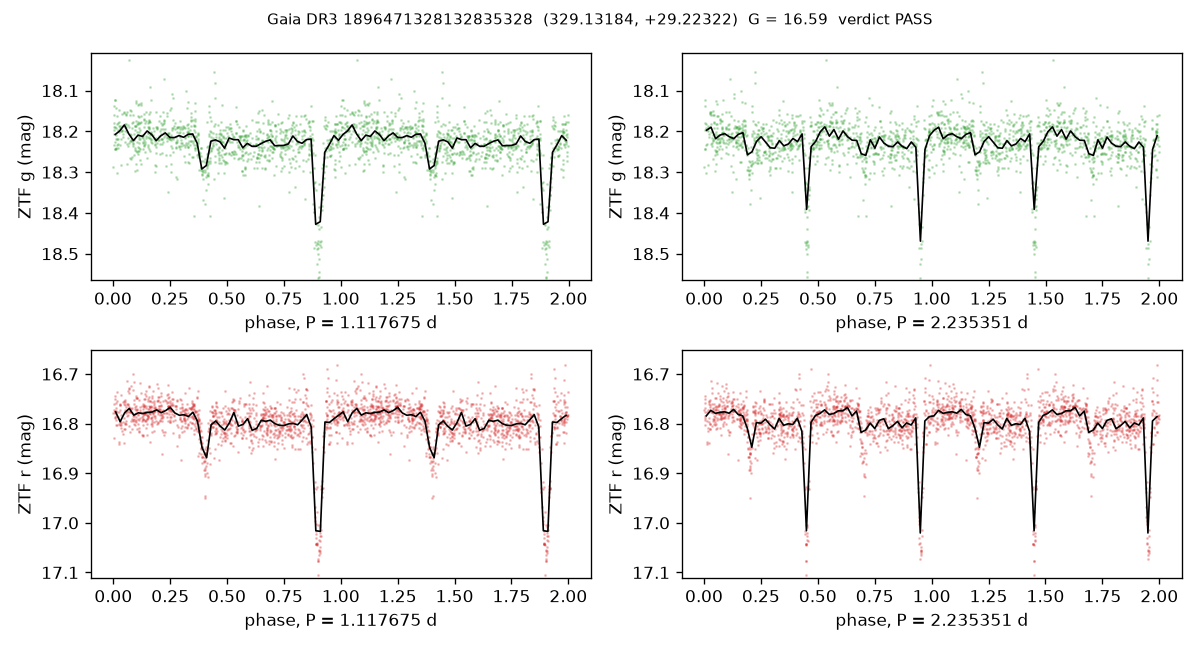 Gaia DR3 1896471328132835328  (329.13184, +29.22322)  G = 16.59  verdict PASS
ZTF g (mag)
18.1
18.2
18.3
18.4
18.5
0.00 0.25 0.50 0.75 1.00 1.25 1.50 1.75 2.00
phase, P = 1.117675 d
ZTF g (mag)
18.1
18.2
18.3
18.4
18.5
0.00 0.25 0.50 0.75 1.00 1.25 1.50 1.75 2.00
phase, P = 2.235351 d
ZTF r (mag)
16.7
16.8
16.9
17.0
17.1
0.00 0.25 0.50 0.75 1.00 1.25 1.50 1.75 2.00
phase, P = 1.117675 d
ZTF r (mag)
16.7
16.8
16.9
17.0
17.1
0.00 0.25 0.50 0.75 1.00 1.25 1.50 1.75 2.00
phase, P = 2.235351 d